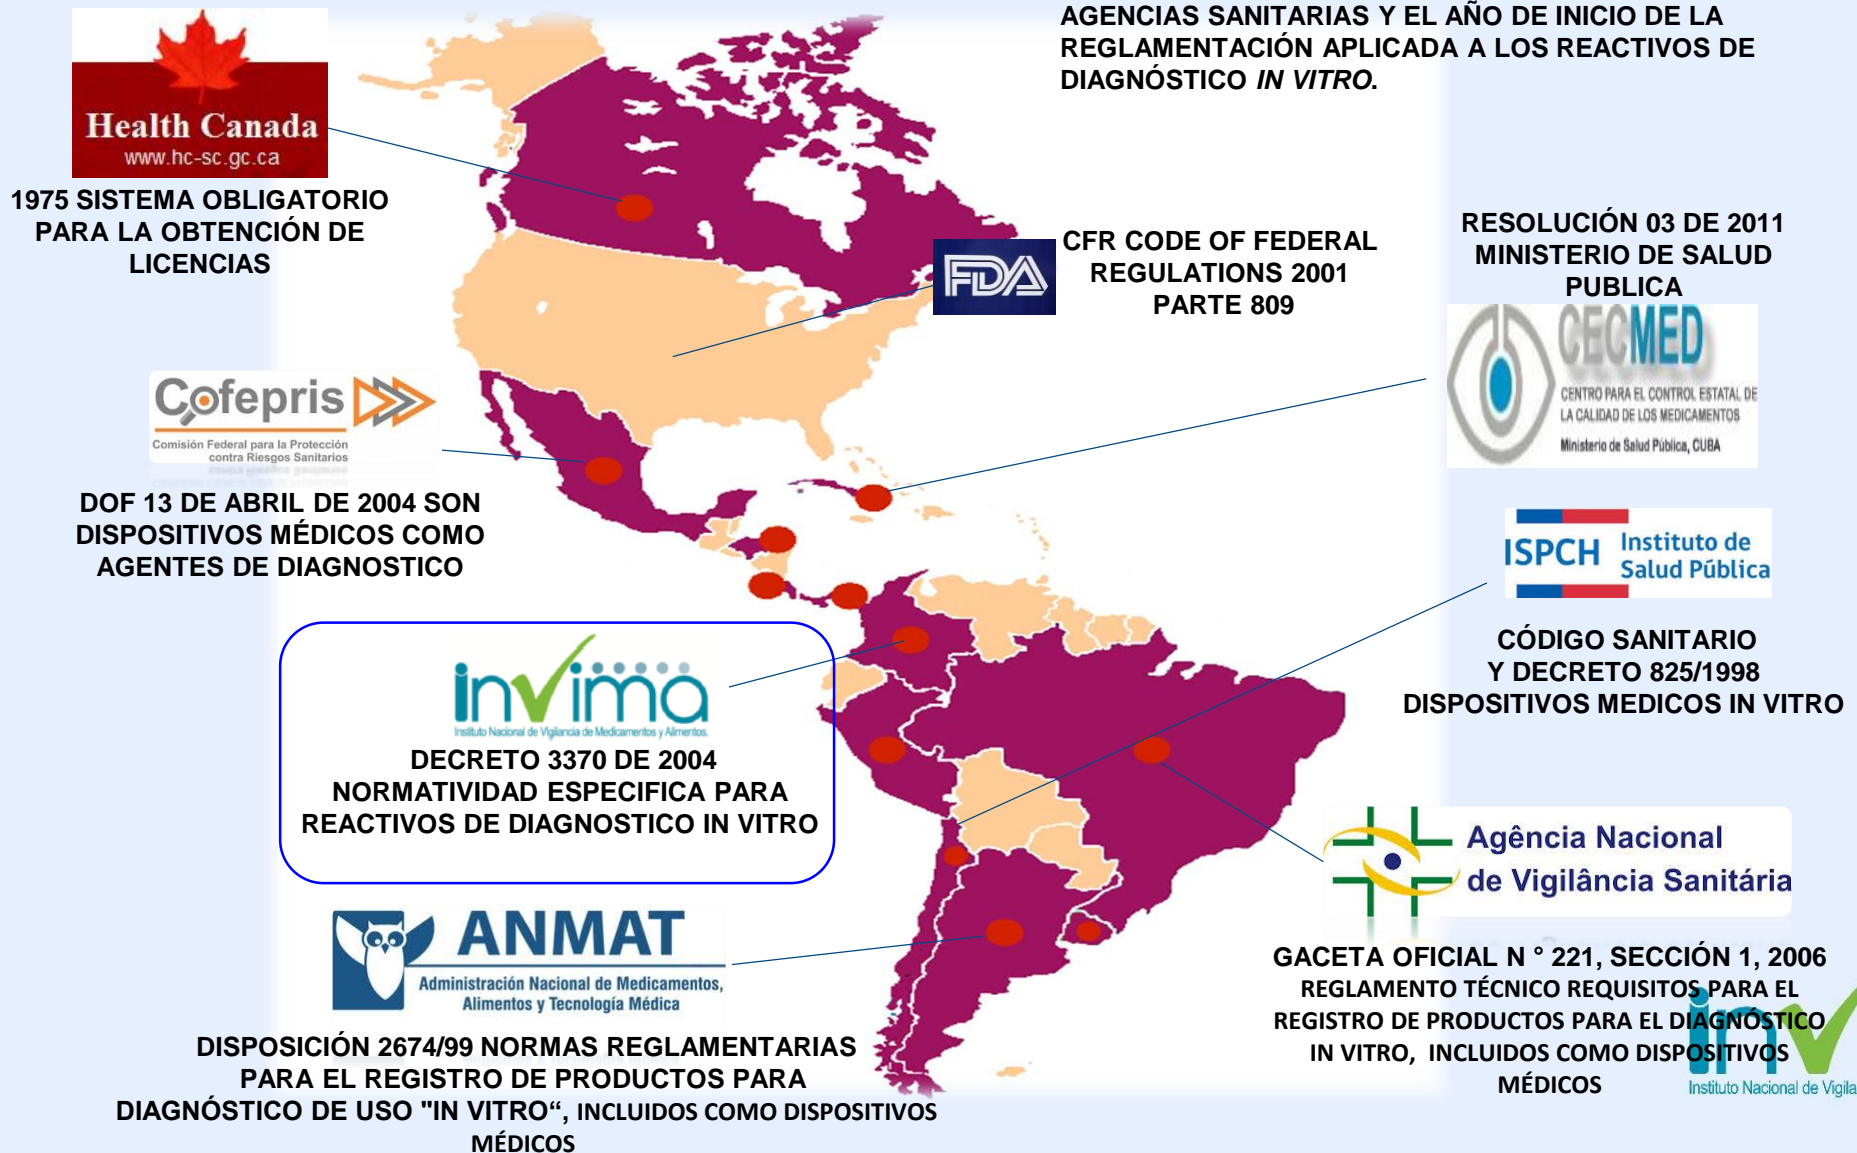 AGENCIAS SANITARIAS Y EL AÑO DE INICIO DE LA
REGLAMENTACIÓN APLICADA A LOS REACTIVOS DE
DIAGNÓSTICO IN VITRO.
Health Canada
www.hc-sc.gc.ca
1975 SISTEMA OBLIGATORIO
PARA LA OBTENCIÓN DE
LICENCIAS
FDA
CFR CODE OF FEDERAL
REGULATIONS 2001
PARTE 809
RESOLUCIÓN 03 DE 2011
MINISTERIO DE SALUD
PUBLICA
CECMED
CENTRO PARA EL CONTROL ESTATAL DE
LA CALIDAD DE LOS MEDICAMENTOS
Ministerio de Salud Pública, CUBA
Cofepris
Comisión Federal para la Protección
contra Riesgos Sanitarios
DOF 13 DE ABRIL DE 2004 SON
DISPOSITIVOS MÉDICOS COMO
AGENTES DE DIAGNOSTICO
ISPCH
Instituto de
Salud Pública
CÓDIGO SANITARIO
Y DECRETO 825/1998
DISPOSITIVOS MEDICOS IN VITRO
invima
Instituto Nacional de Vigilancia de Medicamentos y Alimentos.
DECRETO 3370 DE 2004
NORMATIVIDAD ESPECIFICA PARA
REACTIVOS DE DIAGNOSTICO IN VITRO
Agência Nacional
de Vigilância Sanitária
GACETA OFICIAL N ° 221, SECCIÓN 1, 2006
REGLAMENTO TÉCNICO REQUISITOS PARA EL
REGISTRO DE PRODUCTOS PARA EL DIAGNÓSTICO
IN VITRO, INCLUIDOS COMO DISPOSITIVOS
MÉDICOS
ANMAT
Administración Nacional de Medicamentos,
Alimentos y Tecnología Médica
DISPOSICIÓN 2674/99 NORMAS REGLAMENTARIAS
PARA EL REGISTRO DE PRODUCTOS PARA
DIAGNÓSTICO DE USO "IN VITRO“, INCLUIDOS COMO DISPOSITIVOS
MÉDICOS
inv
Instituto Nacional de Vigila